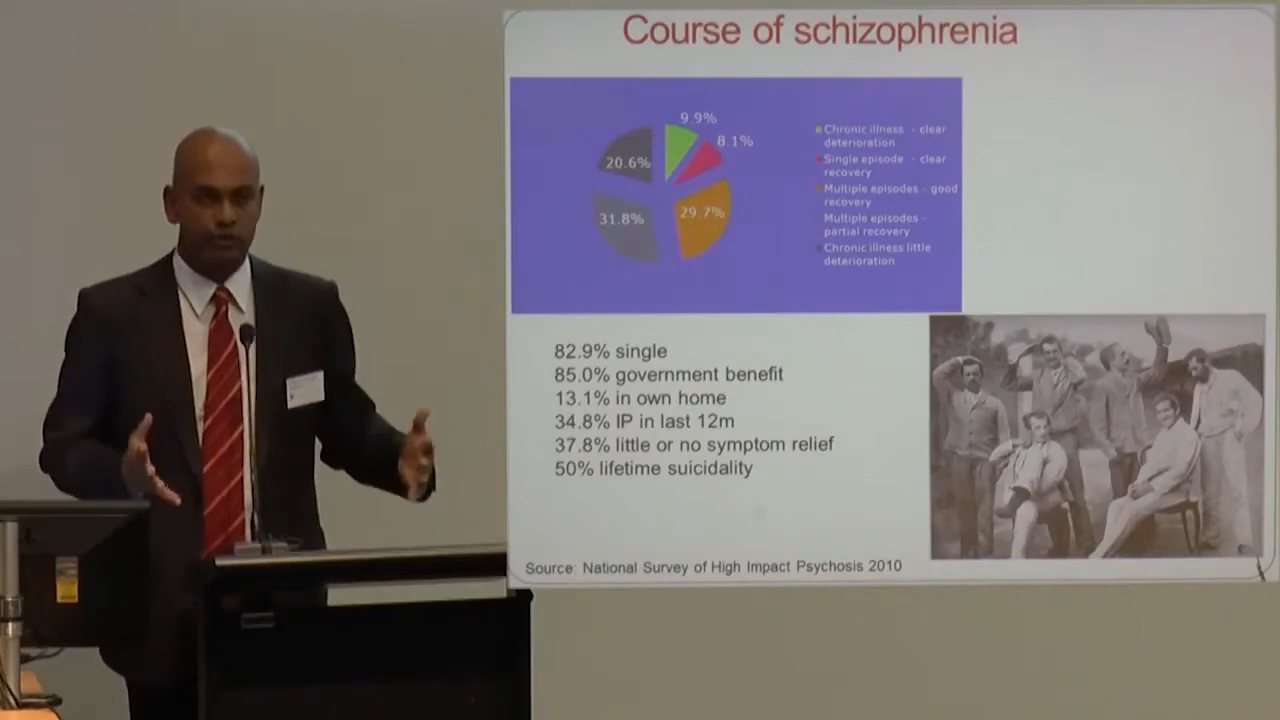 Course of schizophrenia
9.9%
8.1%
20.6%
31.8%
29.7%
Chronic illness - clear
deterioration
Single episode - clear
recovery
Multiple episodes - good
recovery
Multiple episodes -
partial recovery
Chronic illness little
deterioration
82.9% single
85.0% government benefit
13.1% in own home
34.8% IP in last 12m
37.8% little or no symptom relief
50% lifetime suicidality
Source: National Survey of High Impact Psychosis 2010